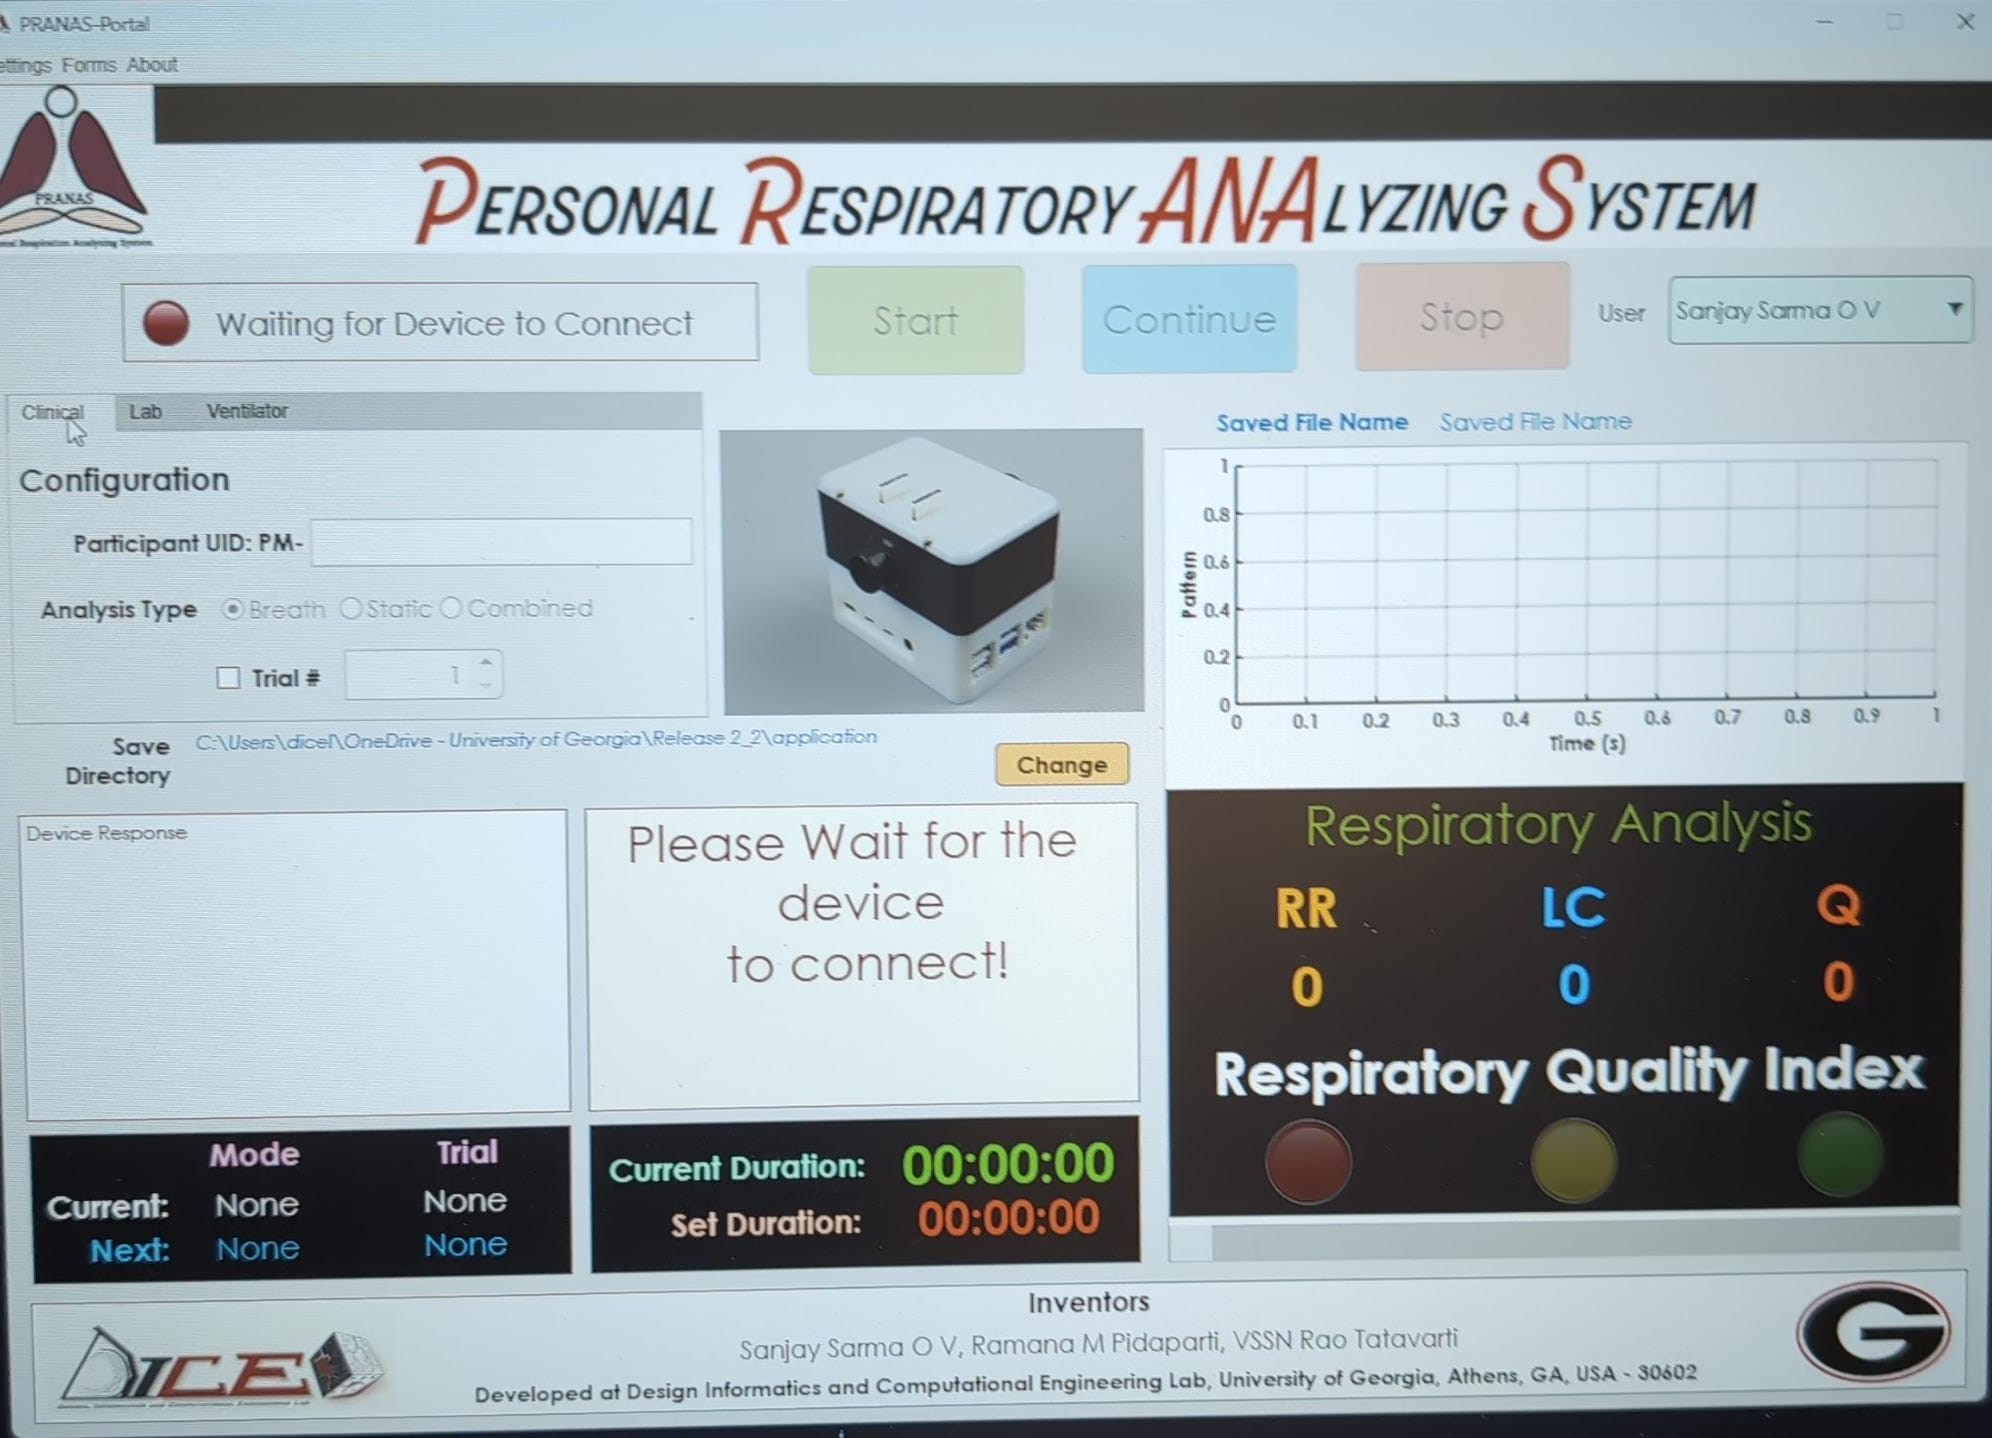 PRANAS-Portal
ettings Forms About
PRANAS
Personal Respiratory ANAlyzing System
Waiting for Device to Connect
Start
Continue
Stop
User
Sanjay Sarma O V
Clinical Lab Ventilator
Configuration
Participant UID: PM-
Analysis Type Breath Static Combined
Trial # 1
Save Directory
C:\Users\dicel\OneDrive - University of Georgia\Release 2_2\application
Change
Saved File Name Saved File Name
1
0.8
0.6
0.4
0.2
0
Pattern
0 0.1 0.2 0.3 0.4 0.5 0.6 0.7 0.8 0.9 1
Time (s)
Device Response
Please Wait for the
device
to connect!
Respiratory Analysis
RR LC Q
0 0 0
Respiratory Quality Index
Mode Trial
Current: None None
Next: None None
Current Duration: 00:00:00
Set Duration: 00:00:00
DICE
Inventors
Sanjay Sarma O V, Ramana M Pidaparti, VSSN Rao Tatavarti
Developed at Design Informatics and Computational Engineering Lab, University of Georgia, Athens, GA, USA - 30602
G